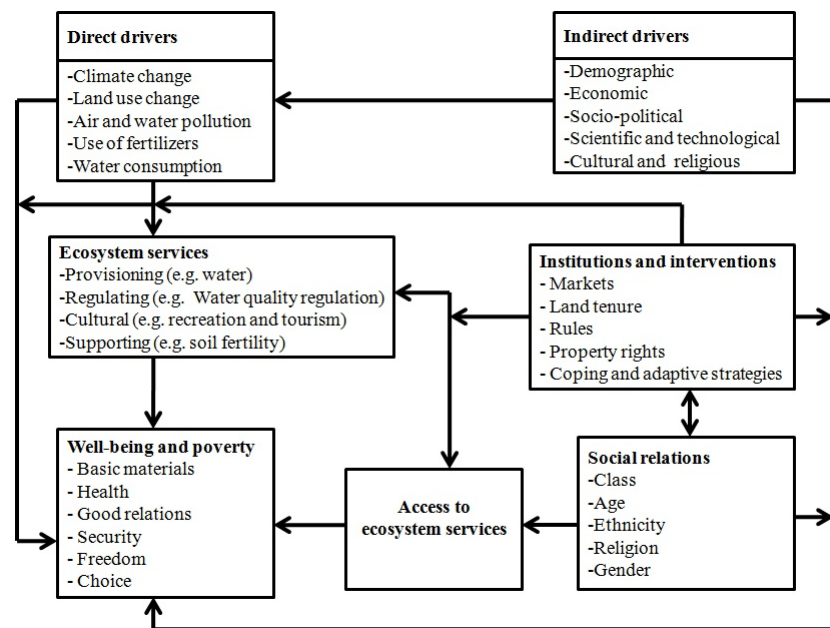 Direct drivers
-Climate change
-Land use change
-Air and water pollution
-Use of fertilizers
-Water consumption
Indirect drivers
-Demographic
-Economic
-Socio-political
-Scientific and technological
-Cultural and religious
Ecosystem services
-Provisioning (e.g. water)
-Regulating (e.g. Water quality regulation)
-Cultural (e.g. recreation and tourism)
-Supporting (e.g. soil fertility)
Institutions and interventions
- Markets
- Land tenure
- Rules
- Property rights
- Coping and adaptive strategies
Well-being and poverty
- Basic materials
- Health
- Good relations
- Security
- Freedom
- Choice
Access to
ecosystem services
Social relations
-Class
-Age
-Ethnicity
-Religion
-Gender